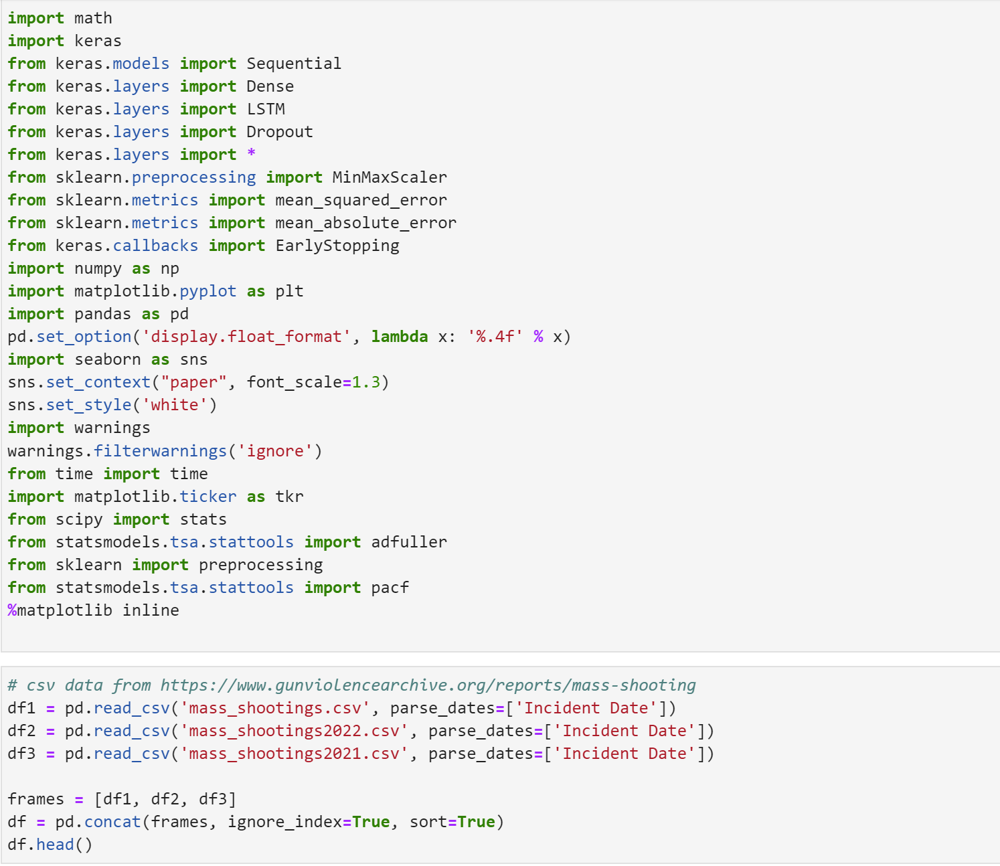 import math
import keras
from keras.models import Sequential
from keras.layers import Dense
from keras.layers import LSTM
from keras.layers import Dropout
from keras.layers import *
from sklearn.preprocessing import MinMaxScaler
from sklearn.metrics import mean_squared_error
from sklearn.metrics import mean_absolute_error
from keras.callbacks import EarlyStopping
import numpy as np
import matplotlib.pyplot as plt
import pandas as pd
pd.set_option('display.float_format', lambda x: '%.4f' % x)
import seaborn as sns
sns.set_context("paper", font_scale=1.3)
sns.set_style('white')
import warnings
warnings.filterwarnings('ignore')
from time import time
import matplotlib.ticker as tkr
from scipy import stats
from statsmodels.tsa.stattools import adfuller
from sklearn import preprocessing
from statsmodels.tsa.stattools import pacf
%matplotlib inline
# csv data from https://www.gunviolencearchive.org/reports/mass-shooting
df1 = pd.read_csv('mass_shootings.csv', parse_dates=['Incident Date'])
df2 = pd.read_csv('mass_shootings2022.csv', parse_dates=['Incident Date'])
df3 = pd.read_csv('mass_shootings2021.csv', parse_dates=['Incident Date'])
frames = [df1, df2, df3]
df = pd.concat(frames, ignore_index=True, sort=True)
df.head()